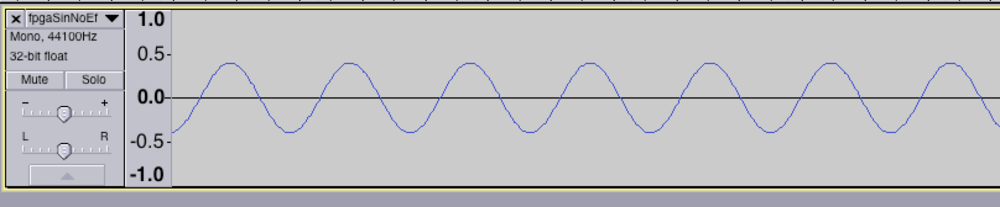 × fpgaSinNoEf
Mono, 44100Hz
32-bit float
Mute Solo
- +
L R
1.0
0.5-
0.0-
-0.5-
-1.0